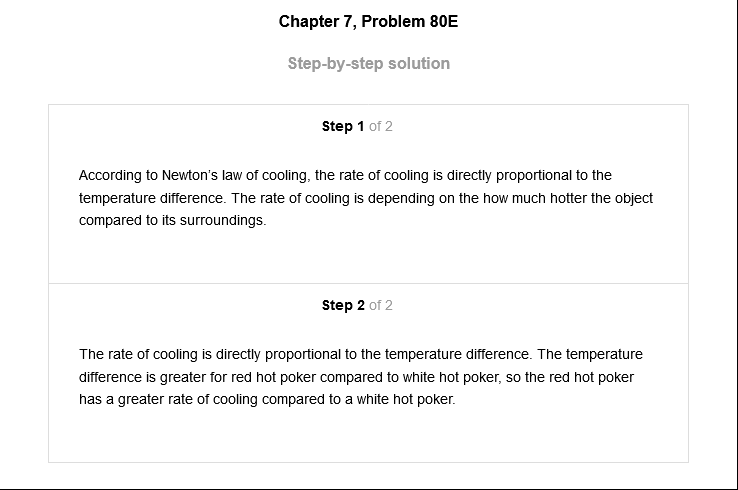 Chapter 7, Problem 80E
Step-by-step solution
Step 1 of 2
According to Newton's law of cooling, the rate of cooling is directly proportional to the
temperature difference. The rate of cooling is depending on the how much hotter the object
compared to its surroundings.
Step 2 of 2
The rate of cooling is directly proportional to the temperature difference. The temperature
difference is greater for red hot poker compared to white hot poker, so the red hot poker
has a greater rate of cooling compared to a white hot poker.